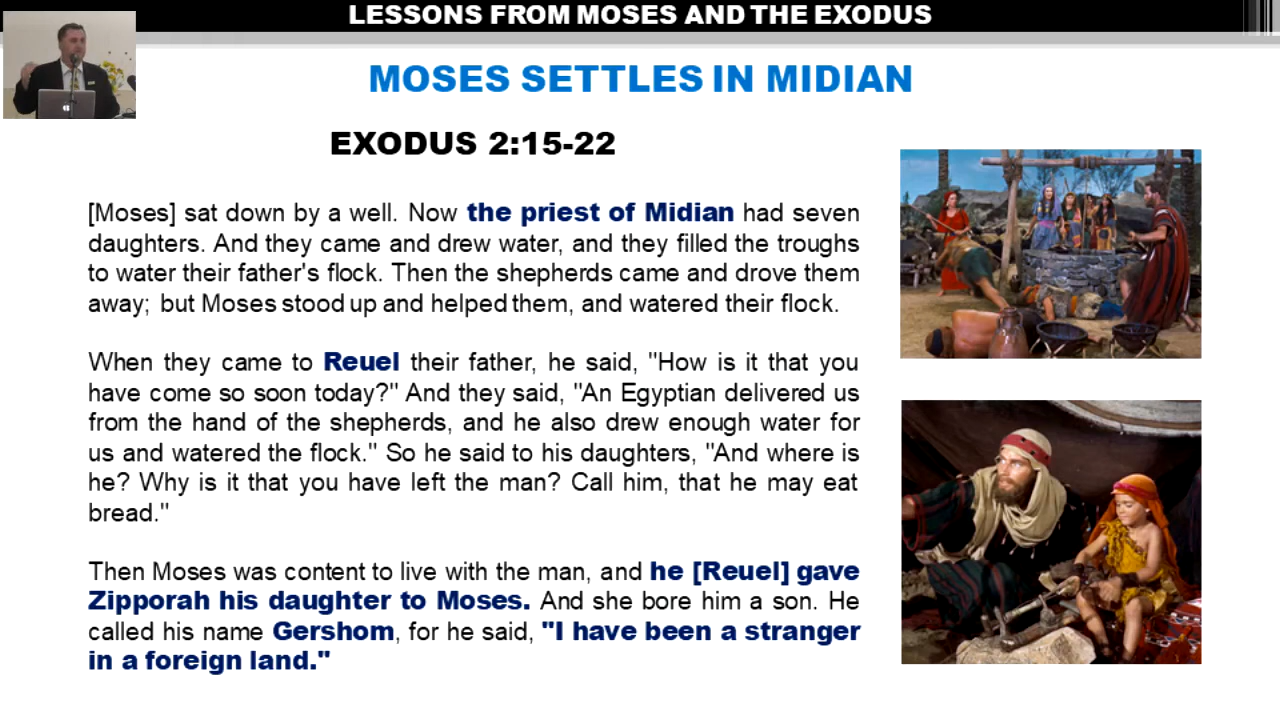 LESSONS FROM MOSES AND THE EXODUS
MOSES SETTLES IN MIDIAN
EXODUS 2:15-22
[Moses] sat down by a well. Now the priest of Midian had seven
daughters. And they came and drew water, and they filled the troughs
to water their father's flock. Then the shepherds came and drove them
away; but Moses stood up and helped them, and watered their flock.
When they came to Reuel their father, he said, "How is it that you
have come so soon today?" And they said, "An Egyptian delivered us
from the hand of the shepherds, and he also drew enough water for
us and watered the flock." So he said to his daughters, "And where is
he? Why is it that you have left the man? Call him, that he may eat
bread."
Then Moses was content to live with the man, and he [Reuel] gave
Zipporah his daughter to Moses. And she bore him a son. He
called his name Gershom, for he said, "I have been a stranger
in a foreign land."